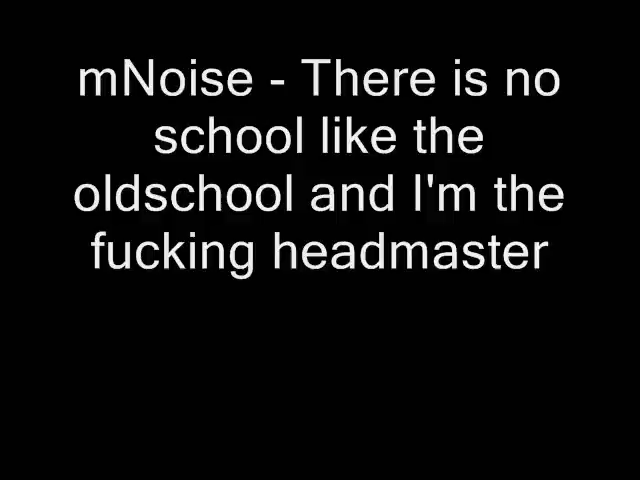 mNoise - There is no
school like the
oldschool and I'm the
fucking headmaster